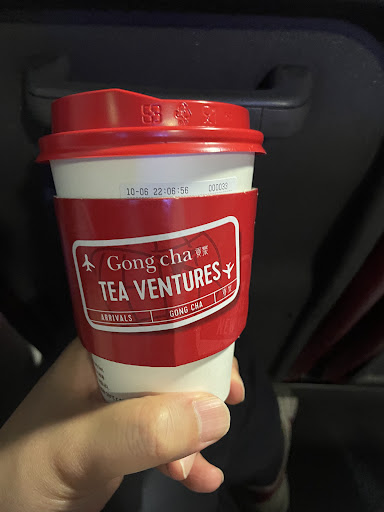 10-06 22:06:56 000033
Gong cha 貢茶
TEA VENTURES
ARRIVALS GONG CHA